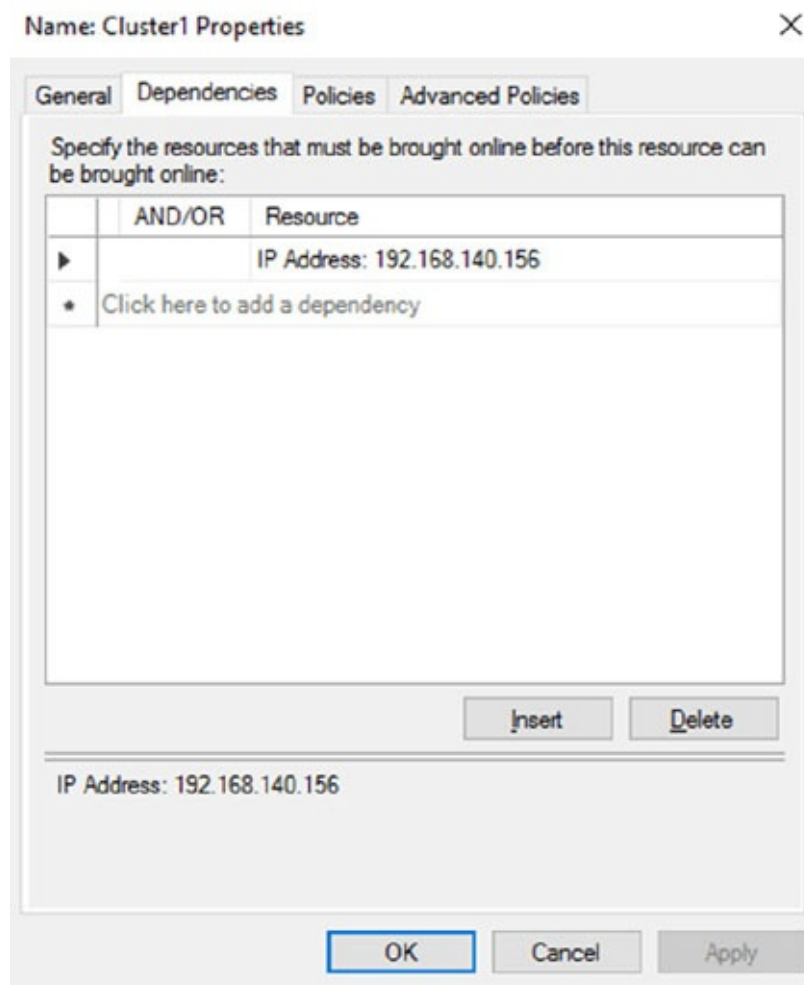 Name: Cluster1 Properties
General Dependencies Policies Advanced Policies
Specify the resources that must be brought online before this resource can
be brought online:
AND/OR Resource
IP Address: 192.168.140.156
Click here to add a dependency
Insert Delete
IP Address: 192.168.140.156
OK Cancel Apply